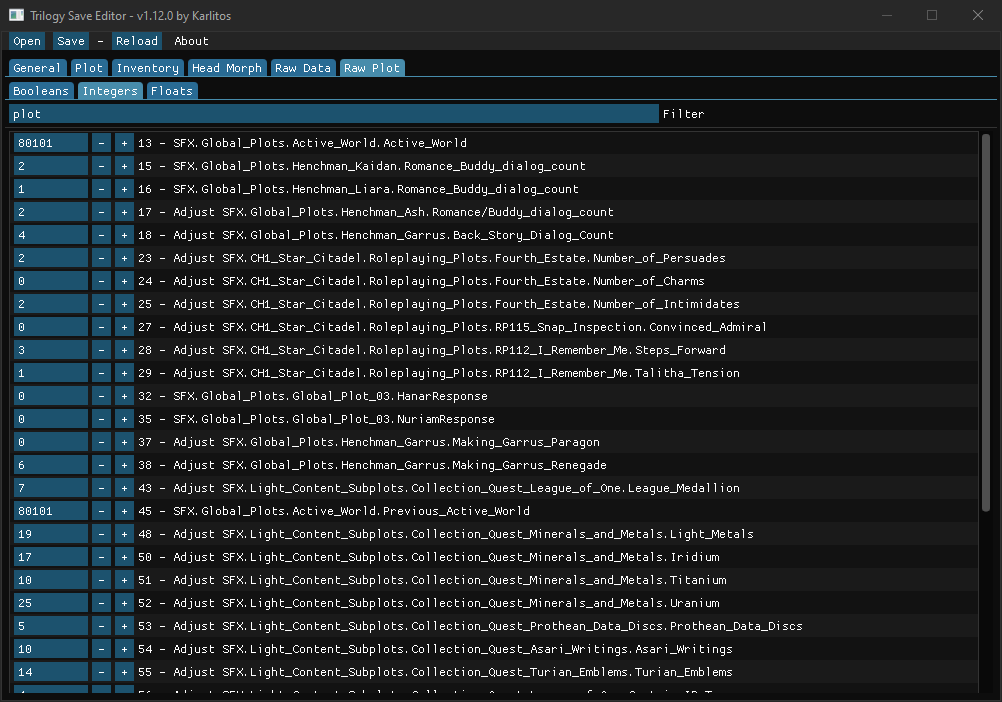 Trilogy Save Editor - v1.12.0 by Karlitos
Open Save - Reload About
General Plot Inventory Head Morph Raw Data Raw Plot
Booleans Integers Floats
plot Filter
80101 - + 13 - SFX.Global_Plots.Active_World.Active_World
2 - + 15 - SFX.Global_Plots.Henchman_Kaidan.Romance_Buddy_dialog_count
1 - + 16 - SFX.Global_Plots.Henchman_Liara.Romance_Buddy_dialog_count
2 - + 17 - Adjust SFX.Global_Plots.Henchman_Ash.Romance/Buddy_dialog_count
4 - + 18 - Adjust SFX.Global_Plots.Henchman_Garrus.Back_Story_Dialog_Count
2 - + 23 - Adjust SFX.CH1_Star_Citadel.Roleplaying_Plots.Fourth_Estate.Number_of_Persuades
0 - + 24 - Adjust SFX.CH1_Star_Citadel.Roleplaying_Plots.Fourth_Estate.Number_of_Charms
2 - + 25 - Adjust SFX.CH1_Star_Citadel.Roleplaying_Plots.Fourth_Estate.Number_of_Intimidates
0 - + 27 - Adjust SFX.CH1_Star_Citadel.Roleplaying_Plots.RP115_Snap_Inspection.Convinced_Admiral
3 - + 28 - Adjust SFX.CH1_Star_Citadel.Roleplaying_Plots.RP112_I_Remember_Me.Steps_Forward
1 - + 29 - Adjust SFX.CH1_Star_Citadel.Roleplaying_Plots.RP112_I_Remember_Me.Talitha_Tension
0 - + 32 - SFX.Global_Plots.Global_Plot_03.HanarResponse
0 - + 35 - SFX.Global_Plots.Global_Plot_03.NuriamResponse
0 - + 37 - Adjust SFX.Global_Plots.Henchman_Garrus.Making_Garrus_Paragon
6 - + 38 - Adjust SFX.Global_Plots.Henchman_Garrus.Making_Garrus_Renegade
7 - + 43 - Adjust SFX.Light_Content_Subplots.Collection_Quest_League_of_One.League_Medallion
80101 - + 45 - SFX.Global_Plots.Active_World.Previous_Active_World
19 - + 48 - Adjust SFX.Light_Content_Subplots.Collection_Quest_Minerals_and_Metals.Light_Metals
17 - + 50 - Adjust SFX.Light_Content_Subplots.Collection_Quest_Minerals_and_Metals.Iridium
10 - + 51 - Adjust SFX.Light_Content_Subplots.Collection_Quest_Minerals_and_Metals.Titanium
25 - + 52 - Adjust SFX.Light_Content_Subplots.Collection_Quest_Minerals_and_Metals.Uranium
5 - + 53 - Adjust SFX.Light_Content_Subplots.Collection_Quest_Prothean_Data_Discs.Prothean_Data_Discs
10 - + 54 - Adjust SFX.Light_Content_Subplots.Collection_Quest_Asari_Writings.Asari_Writings
14 - + 55 - Adjust SFX.Light_Content_Subplots.Collection_Quest_Turian_Emblems.Turian_Emblems